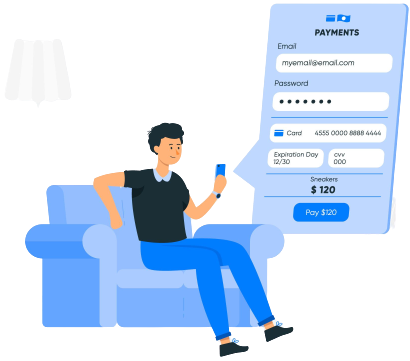 PAYMENTS
Email
myemail@email.com
Password
Card 4555 0000 8888 4444
Expiration Day
12/30
cvv
000
Sneakers
$ 120
Pay $120